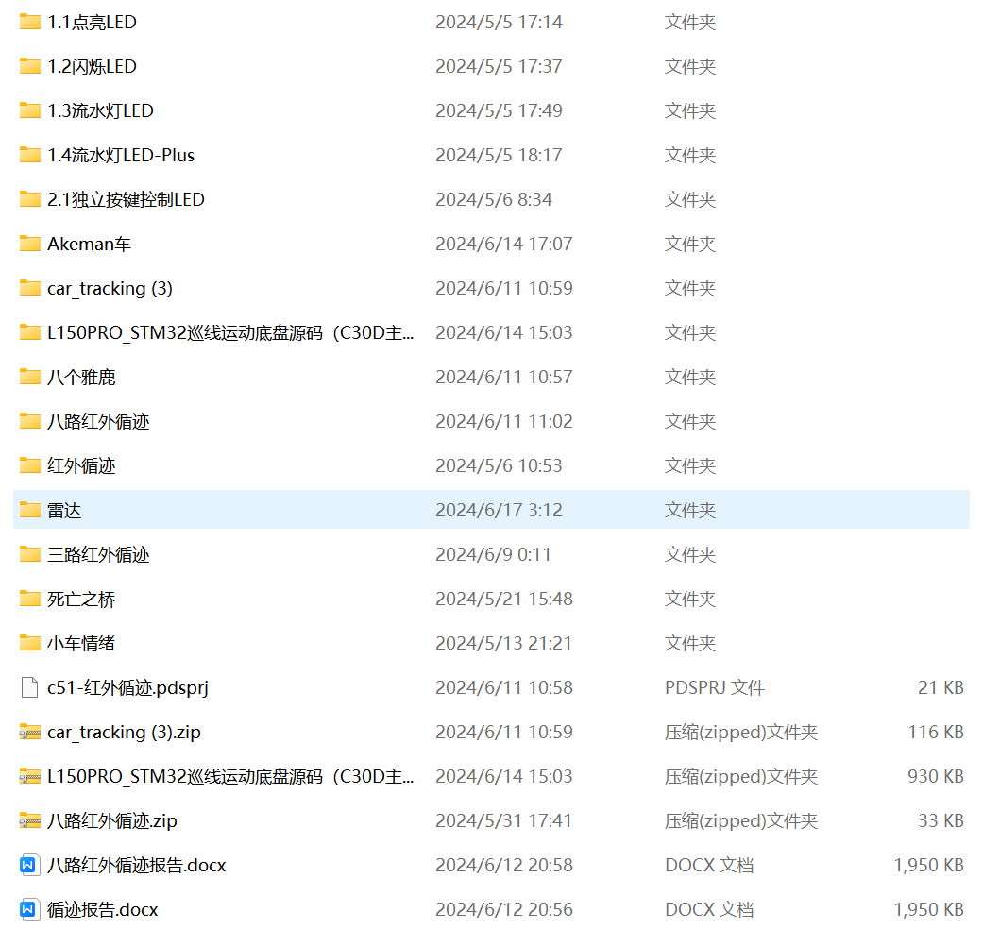 1.1点亮LED 2024/5/5 17:14 文件夹
1.2闪烁LED 2024/5/5 17:37 文件夹
1.3流水灯LED 2024/5/5 17:49 文件夹
1.4流水灯LED-Plus 2024/5/5 18:17 文件夹
2.1独立按键控制LED 2024/5/6 8:34 文件夹
Akeman车 2024/6/14 17:07 文件夹
car_tracking (3) 2024/6/11 10:59 文件夹
L150PRO_STM32巡线运动底盘源码（C30D主... 2024/6/14 15:03 文件夹
八个雅鹿 2024/6/11 10:57 文件夹
八路红外循迹 2024/6/11 11:02 文件夹
红外循迹 2024/5/6 10:53 文件夹
雷达 2024/6/17 3:12 文件夹
三路红外循迹 2024/6/9 0:11 文件夹
死亡之桥 2024/5/21 15:48 文件夹
小车情绪 2024/5/13 21:21 文件夹
c51-红外循迹.pdsprj 2024/6/11 10:58 PDSPRJ 文件 21 KB
car_tracking (3).zip 2024/6/11 10:59 压缩(zipped)文件夹 116 KB
L150PRO_STM32巡线运动底盘源码（C30D主... 2024/6/14 15:03 压缩(zipped)文件夹 930 KB
八路红外循迹.zip 2024/5/31 17:41 压缩(zipped)文件夹 33 KB
八路红外循迹报告.docx 2024/6/12 20:58 DOCX 文档 1,950 KB
循迹报告.docx 2024/6/12 20:56 DOCX 文档 1,950 KB